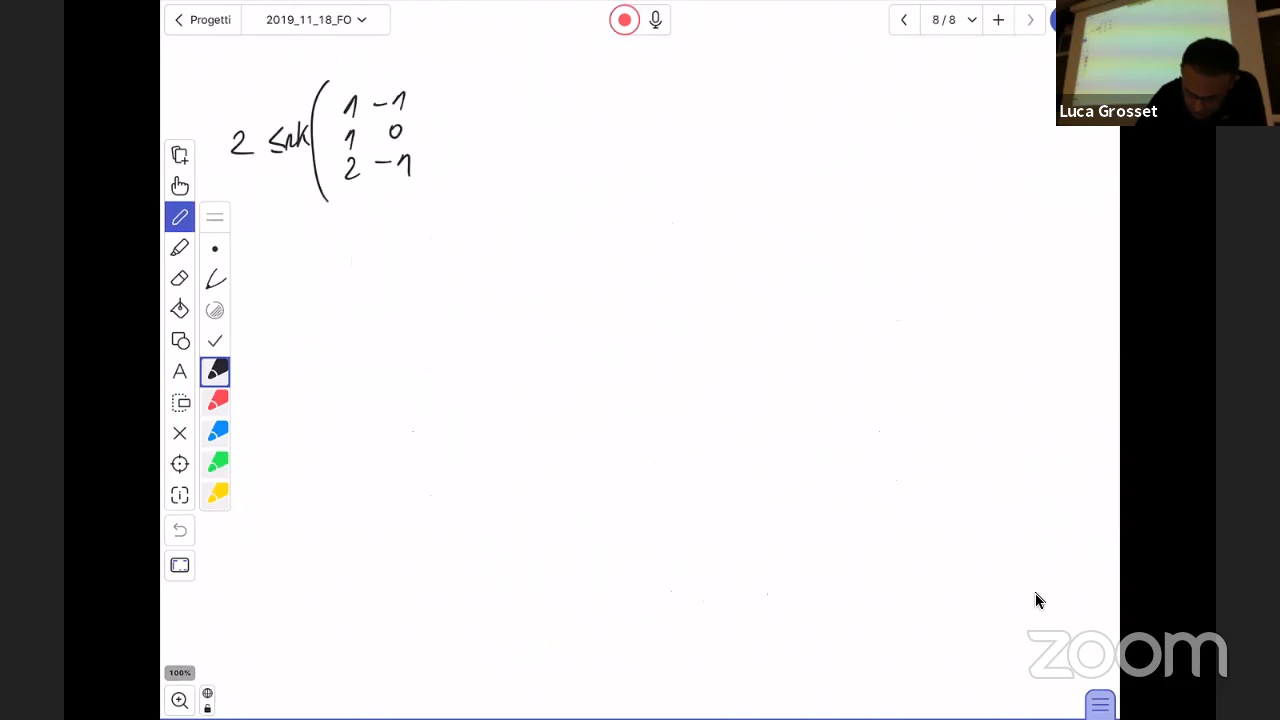 Progetti
2019_11_18_FO
8/8
Luca Grosset
1 -1
2 ≤ rk( 1 0
2 -1
A
100%
zoom